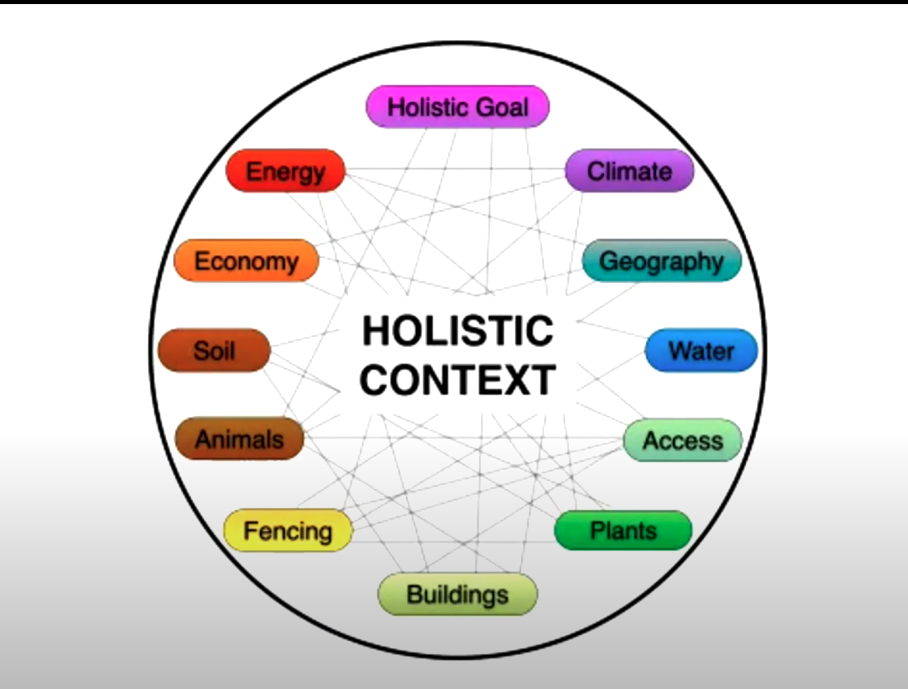 Holistic Goal
Energy
Climate
Economy
Geography
HOLISTIC
CONTEXT
Soil
Water
Animals
Access
Fencing
Plants
Buildings